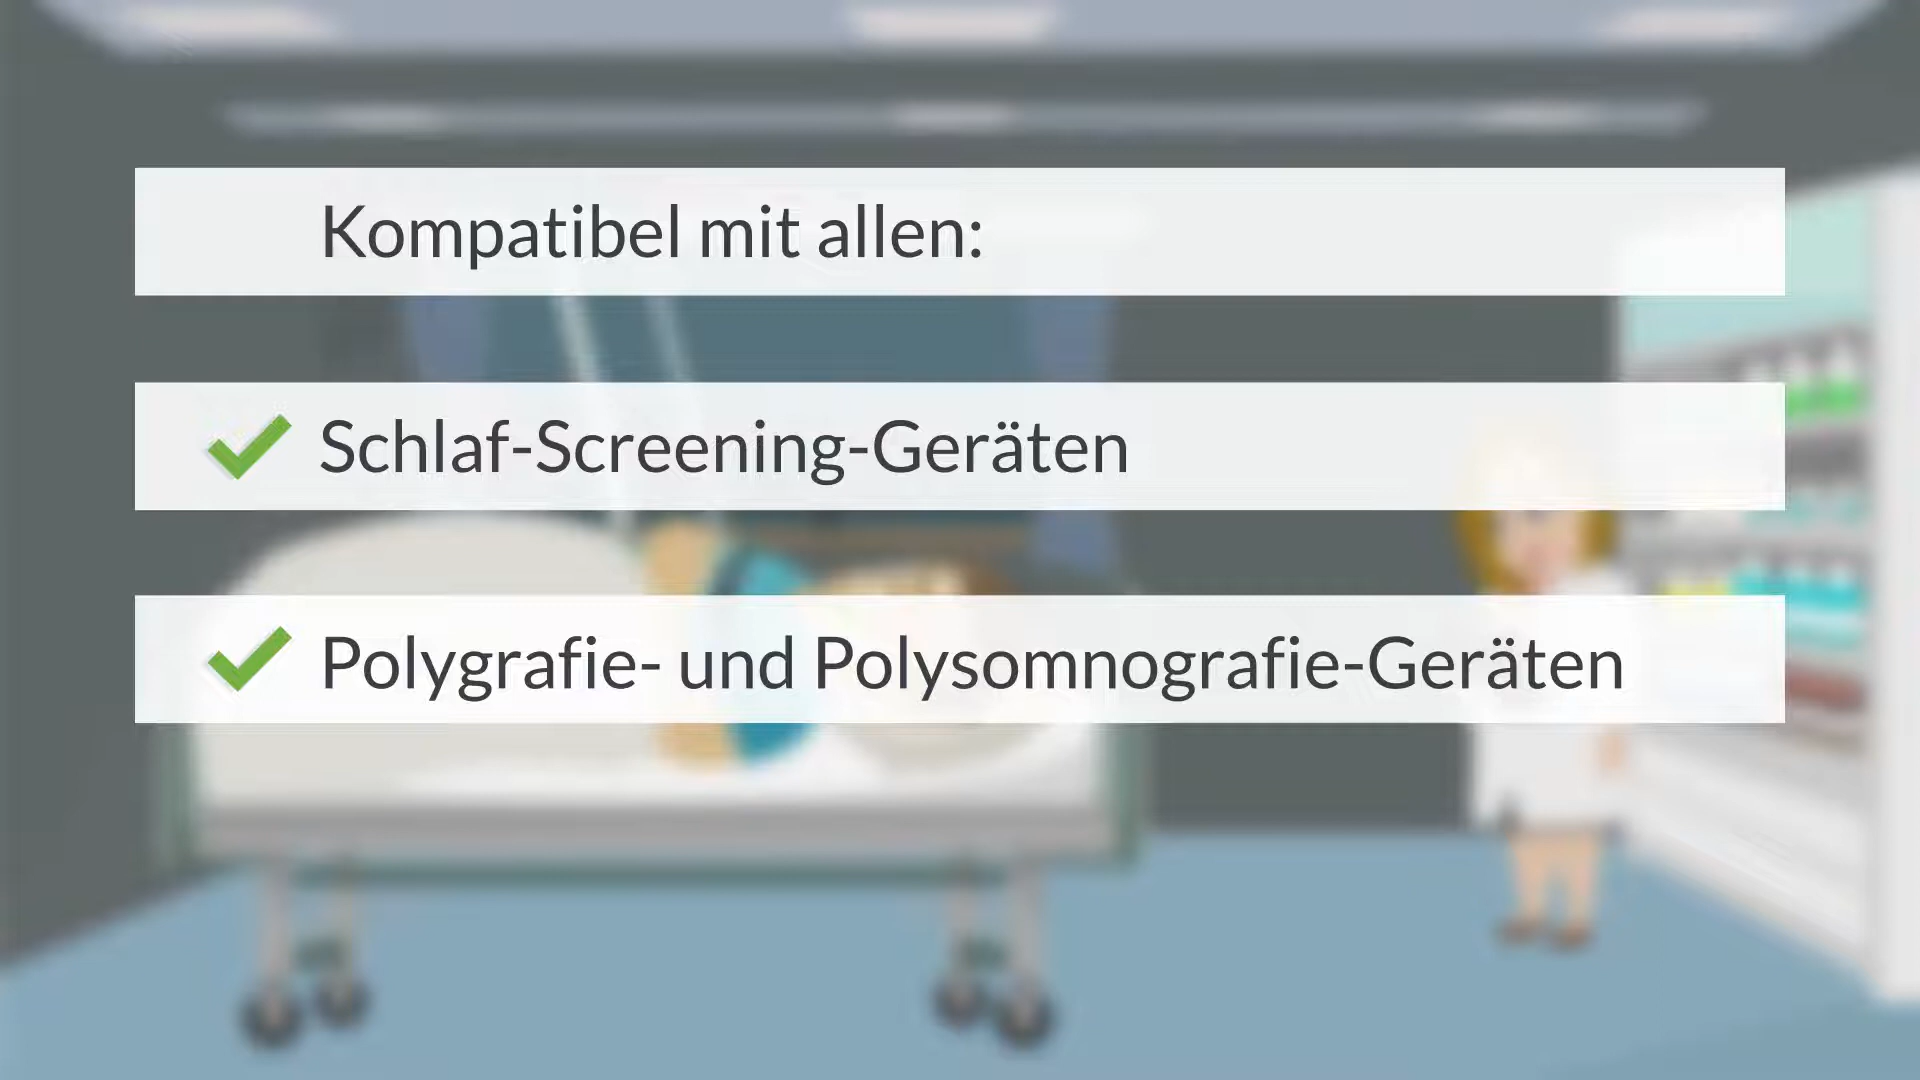 Kompatibel mit allen:
Schlaf-Screening-Geräten
Polygrafie- und Polysomnografie-Geräten